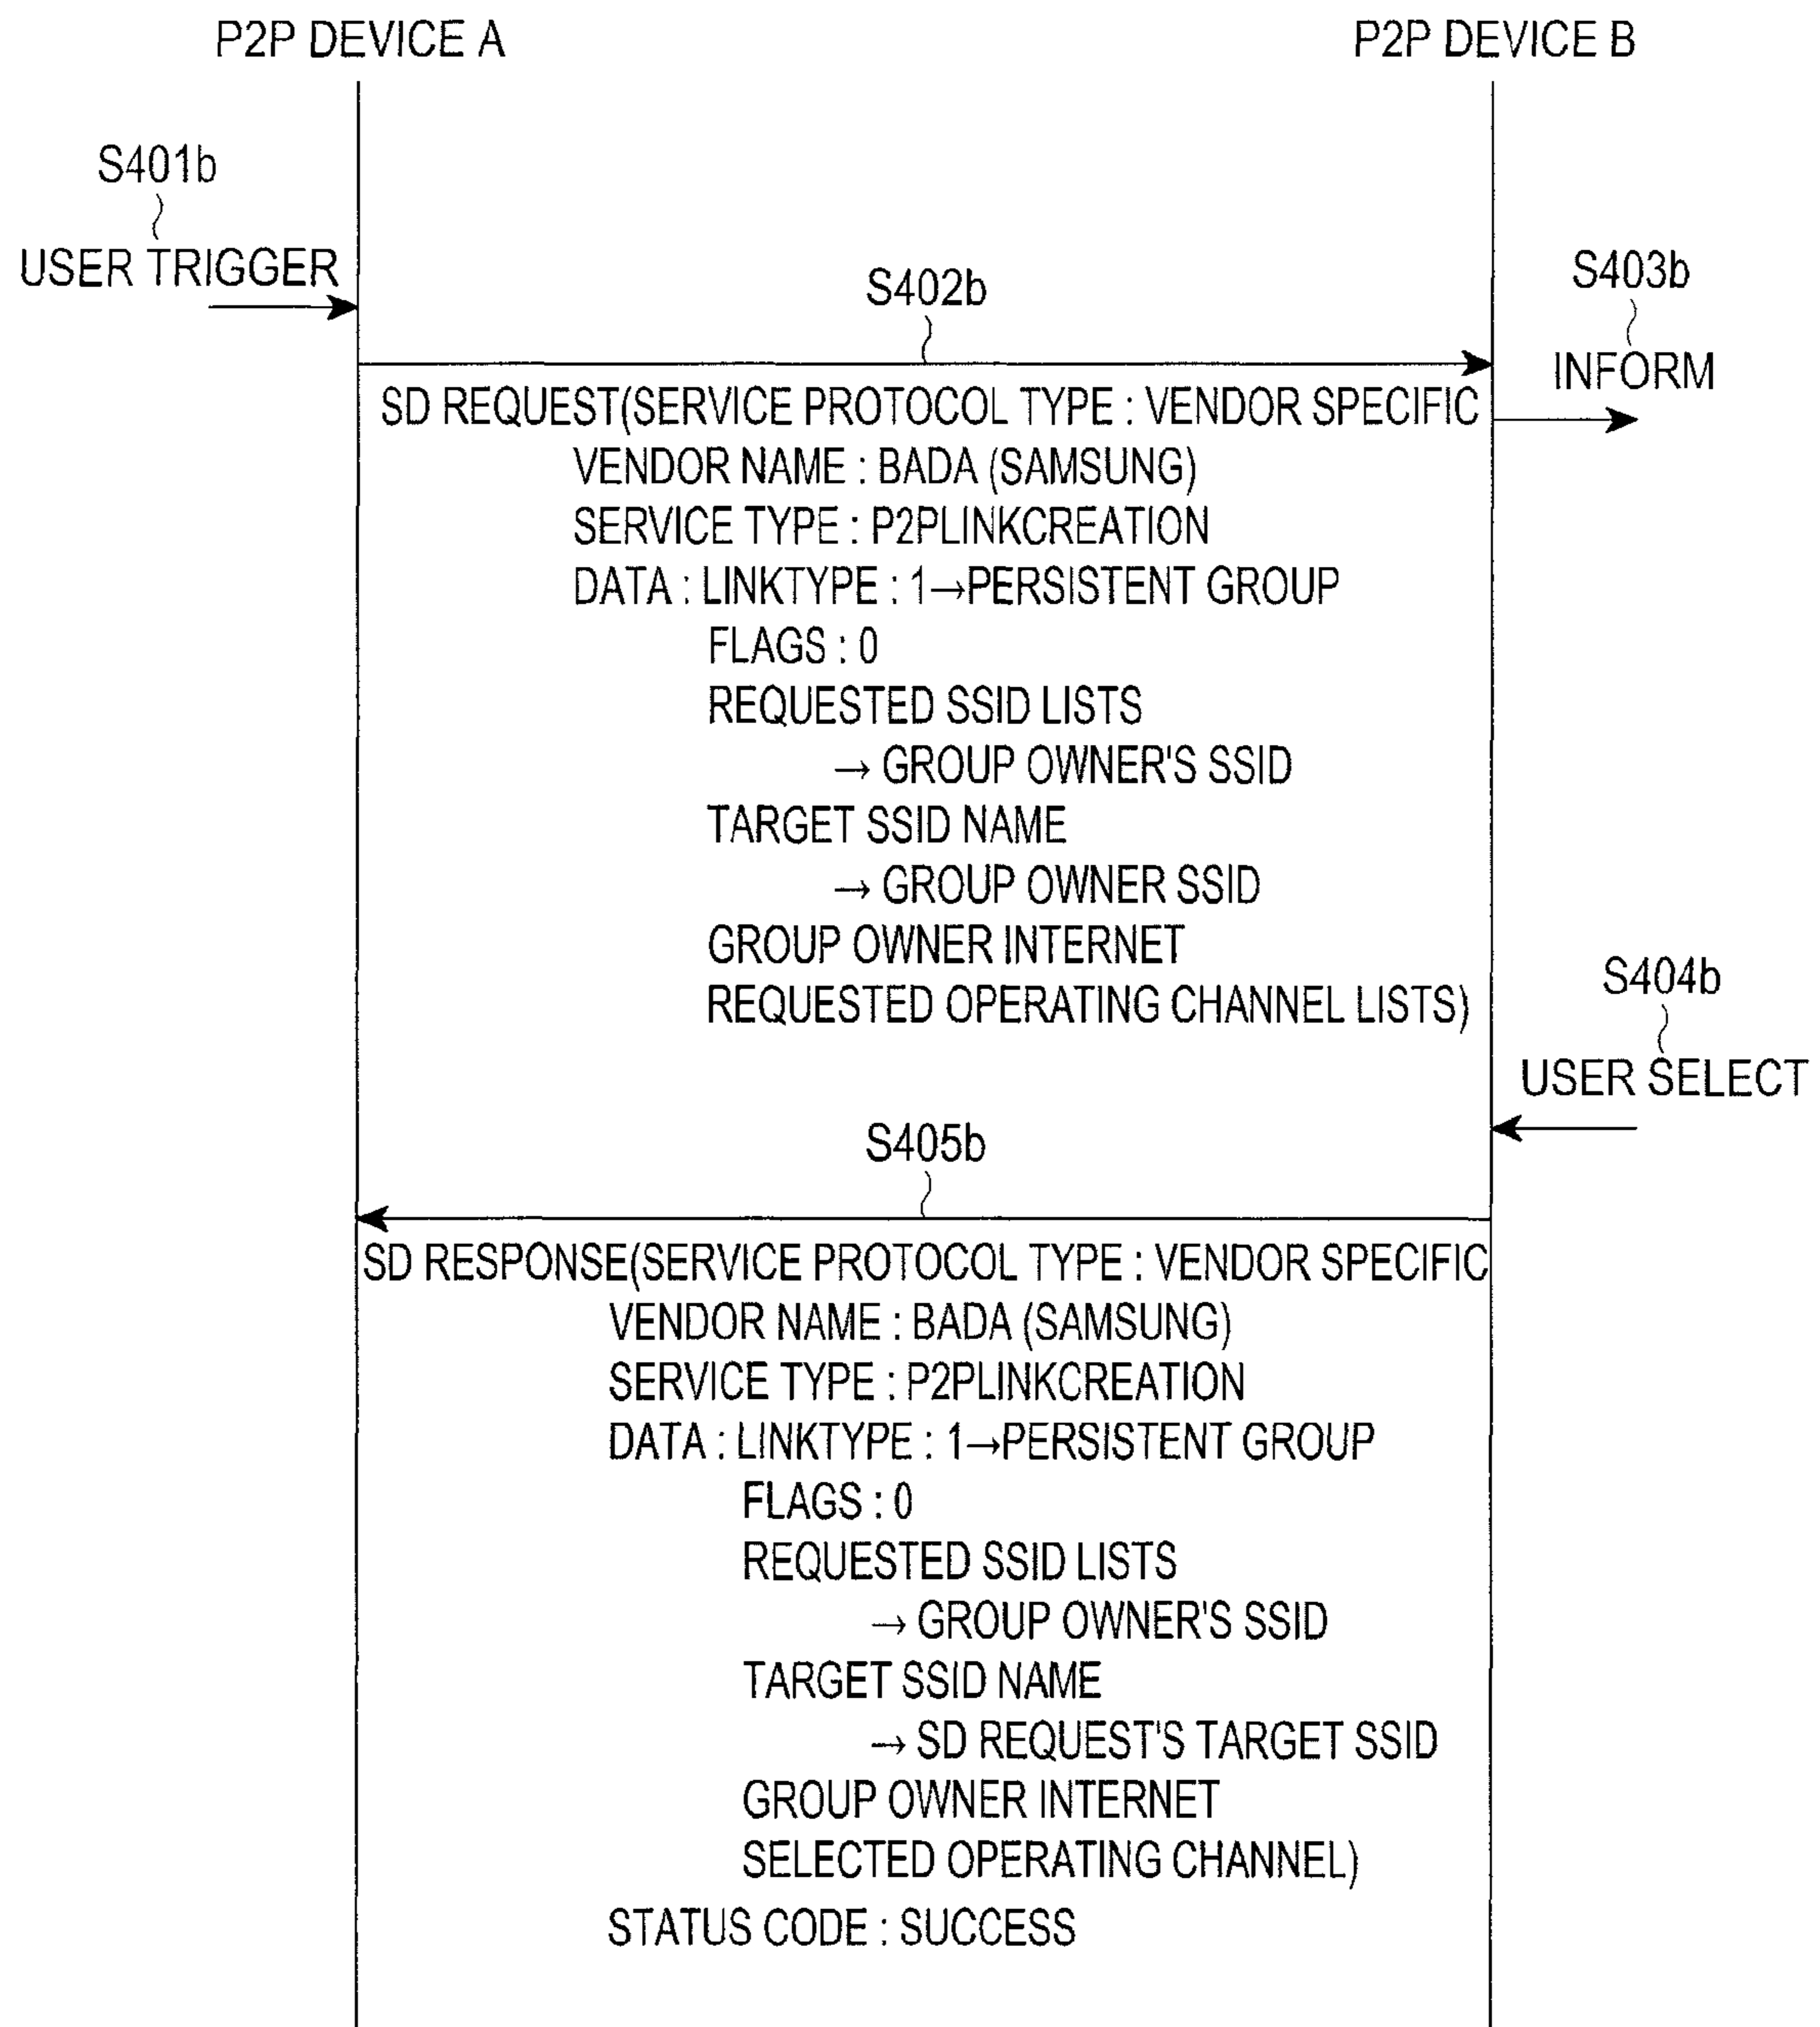 P2P DEVICE A
P2P DEVICE B
S401b
USER TRIGGER
S402b
S403b
INFORM
SD REQUEST(SERVICE PROTOCOL TYPE : VENDOR SPECIFIC
VENDOR NAME : BADA (SAMSUNG)
SERVICE TYPE : P2PLINKCREATION
DATA : LINKTYPE : 1→PERSISTENT GROUP
FLAGS : 0
REQUESTED SSID LISTS
→ GROUP OWNER'S SSID
TARGET SSID NAME
→ GROUP OWNER SSID
GROUP OWNER INTERNET
REQUESTED OPERATING CHANNEL LISTS)
S404b
USER SELECT
S405b
SD RESPONSE(SERVICE PROTOCOL TYPE : VENDOR SPECIFIC
VENDOR NAME : BADA (SAMSUNG)
SERVICE TYPE : P2PLINKCREATION
DATA : LINKTYPE : 1→PERSISTENT GROUP
FLAGS : 0
REQUESTED SSID LISTS
→ GROUP OWNER'S SSID
TARGET SSID NAME
→ SD REQUEST'S TARGET SSID
GROUP OWNER INTERNET
SELECTED OPERATING CHANNEL)
STATUS CODE : SUCCESS